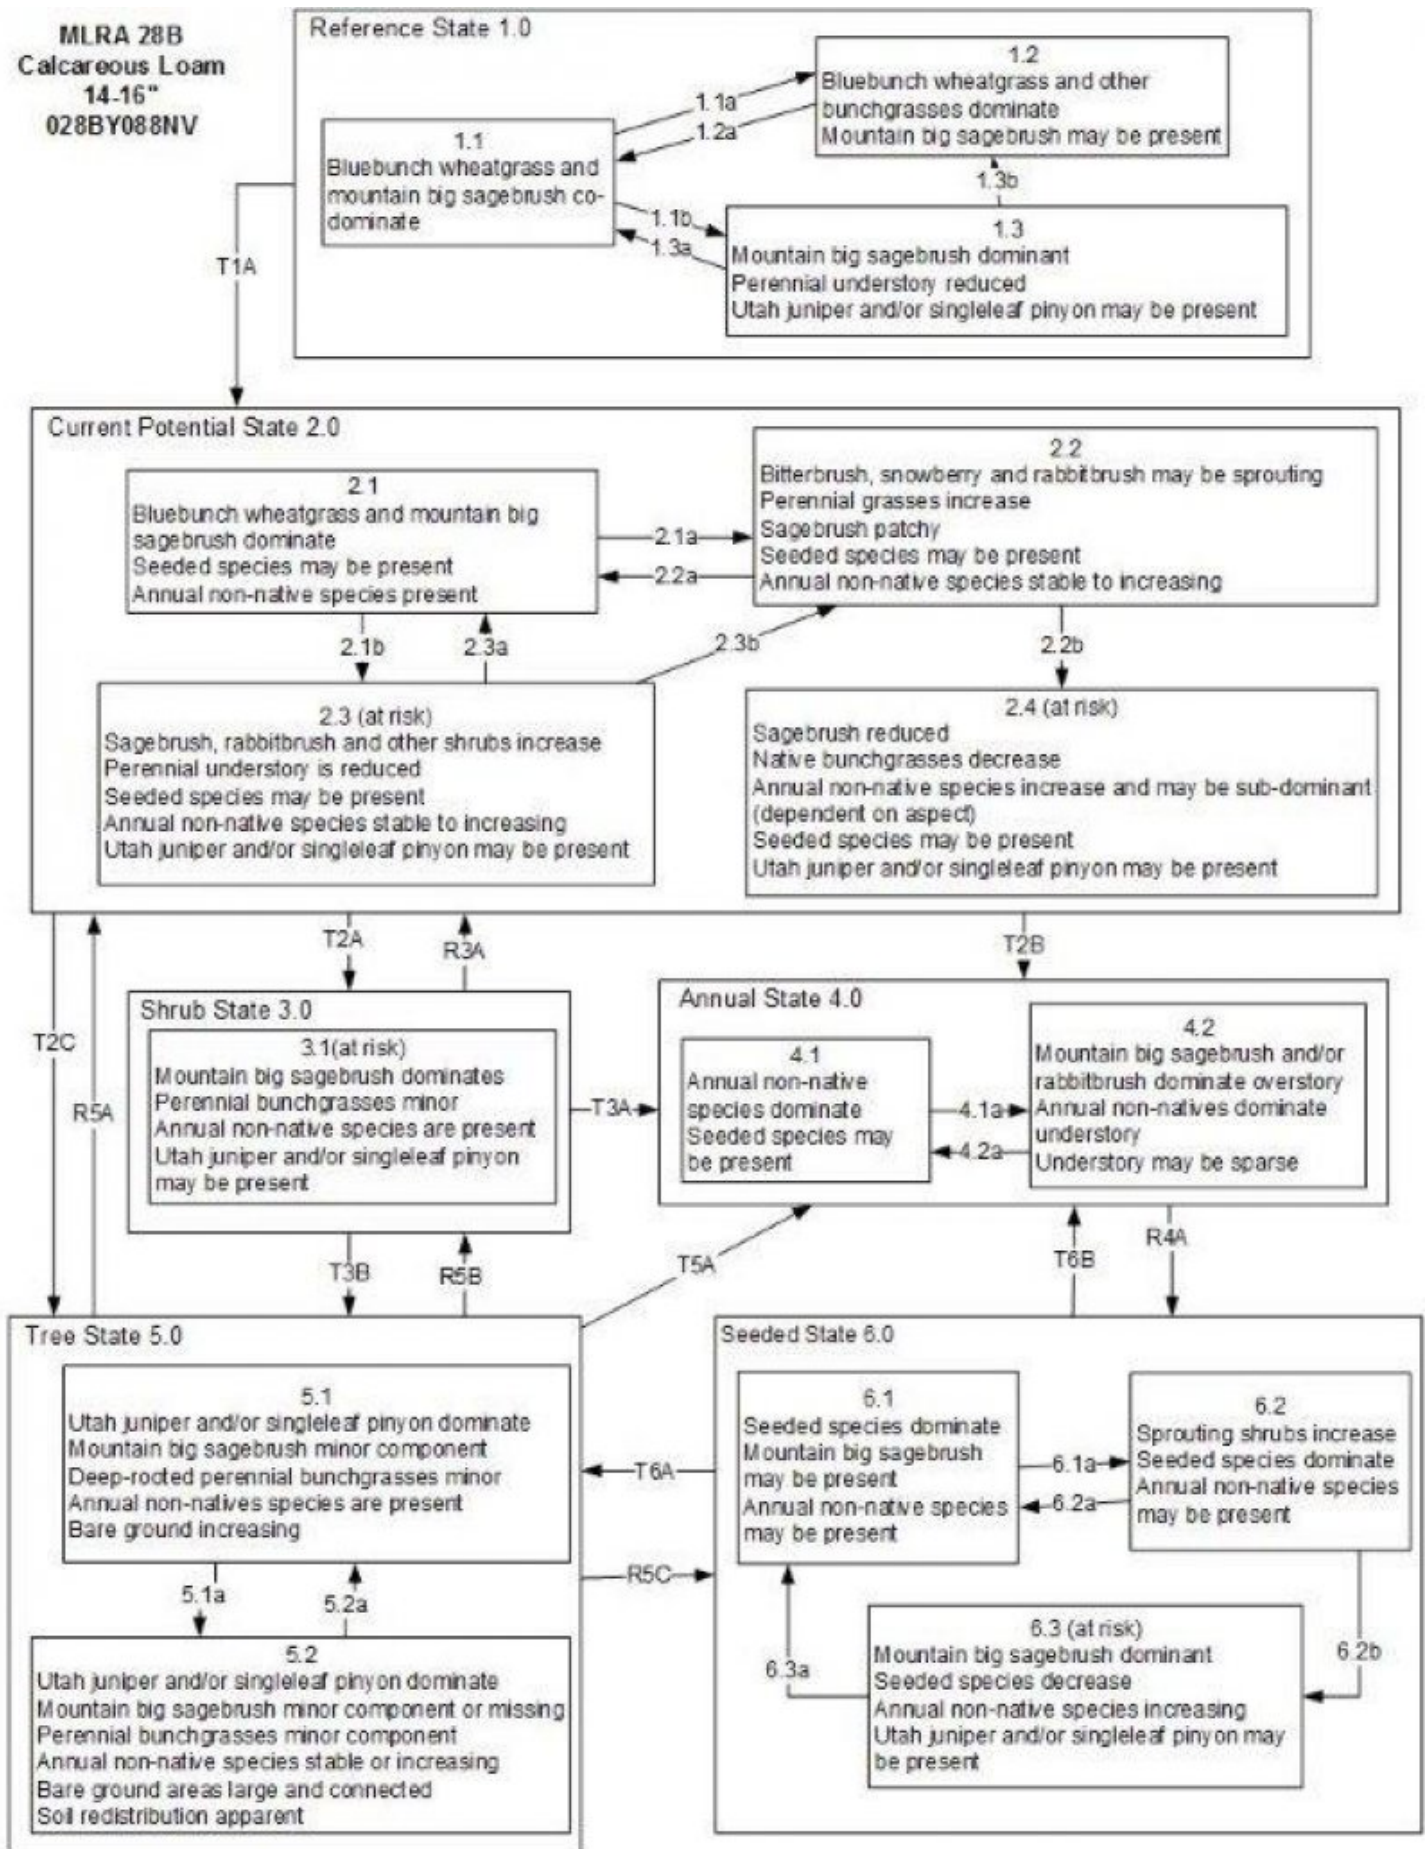 MLRA 28B
Calcareous Loam
14-16"
028BY088NV
Reference State 1.0
1.1
Bluebunch wheatgrass and
mountain big sagebrush co-
dominate
1.1a
1.2a
1.2
Bluebunch wheatgrass and other
bunchgrasses dominate
Mountain big sagebrush may be present
1.3b
1.1b
1.3a
1.3
Mountain big sagebrush dominant
Perennial understory reduced
Utah juniper and/or singleleaf pinyon may be present
T1A
Current Potential State 2.0
2.1
Bluebunch wheatgrass and mountain big
sagebrush dominate
Seeded species may be present
Annual non-native species present
2.1a
2.2a
2.2
Bitterbrush, snowberry and rabbitbrush may be sprouting
Perennial grasses increase
Sagebrush patchy
Seeded species may be present
Annual non-native species stable to increasing
2.1b
2.3a
2.3b
2.2b
2.3 (at risk)
Sagebrush, rabbitbrush and other shrubs increase
Perennial understory is reduced
Seeded species may be present
Annual non-native species stable to increasing
Utah juniper and/or singleleaf pinyon may be present
2.4 (at risk)
Sagebrush reduced
Native bunchgrasses decrease
Annual non-native species increase and may be sub-dominant
(dependent on aspect)
Seeded species may be present
Utah juniper and/or singleleaf pinyon may be present
T2C
R5A
T2A
R3A
T2B
Shrub State 3.0
3.1(at risk)
Mountain big sagebrush dominates
Perennial bunchgrasses minor
Annual non-native species are present
Utah juniper and/or singleleaf pinyon
may be present
T3A
Annual State 4.0
4.1
Annual non-native
species dominate
Seeded species may
be present
4.1a
4.2a
4.2
Mountain big sagebrush and/or
rabbitbrush dominate overstory
Annual non-natives dominate
understory
Understory may be sparse
T3B
R5B
T5A
T6B
R4A
Tree State 5.0
5.1
Utah juniper and/or singleleaf pinyon dominate
Mountain big sagebrush minor component
Deep-rooted perennial bunchgrasses minor
Annual non-natives species are present
Bare ground increasing
5.1a
5.2a
5.2
Utah juniper and/or singleleaf pinyon dominate
Mountain big sagebrush minor component or missing
Perennial bunchgrasses minor component
Annual non-native species stable or increasing
Bare ground areas large and connected
Soil redistribution apparent
T6A
R5C
Seeded State 6.0
6.1
Seeded species dominate
Mountain big sagebrush
may be present
Annual non-native species
may be present
6.1a
6.2a
6.2
Sprouting shrubs increase
Seeded species dominate
Annual non-native species
may be present
6.3a
6.2b
6.3 (at risk)
Mountain big sagebrush dominant
Seeded species decrease
Annual non-native species increasing
Utah juniper and/or singleleaf pinyon may
be present